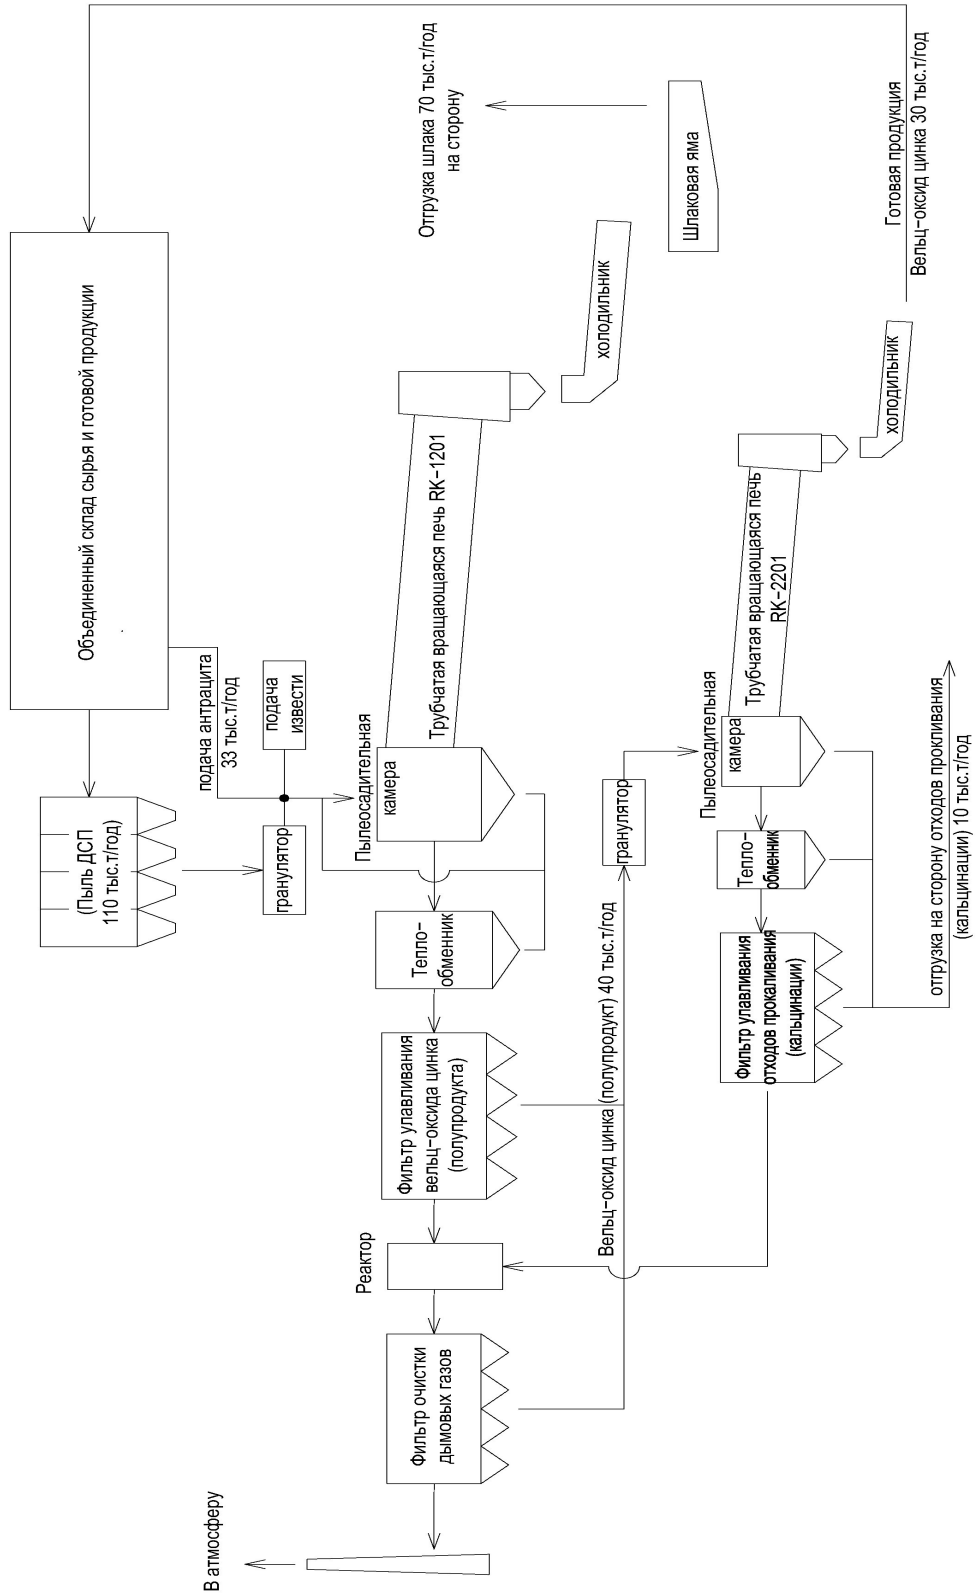 Объединенный склад сырья и готовой продукции
(Пыль ДСП
110 тыс.т/год)
подача антрацита
33 тыс.т/год
подача
извести
гранулятор
Отгрузка шлака 70 тыс.т/год
на сторону
Шлаковая яма
холодильник
Трубчатая вращающаяся печь RK-1201
Пылеосадительная
камера
Тепло-
обменник
Фильтр улавливания
вельц-оксида цинка
(полупродукта)
Реактор
Фильтр очистки
дымовых газов
В атмосферу
Вельц-оксид цинка (полупродукт) 40 тыс.т/год
гранулятор
Пылеосадительная
камера
Трубчатая вращающаяся печь
RK-2201
холодильник
Готовая продукция
Вельц-оксид цинка 30 тыс.т/год
Тепло-
обменник
Фильтр улавливания
отходов прокаливания
(кальцинации)
отгрузка на сторону отходов прокливания
(кальцинации) 10 тыс.т/год